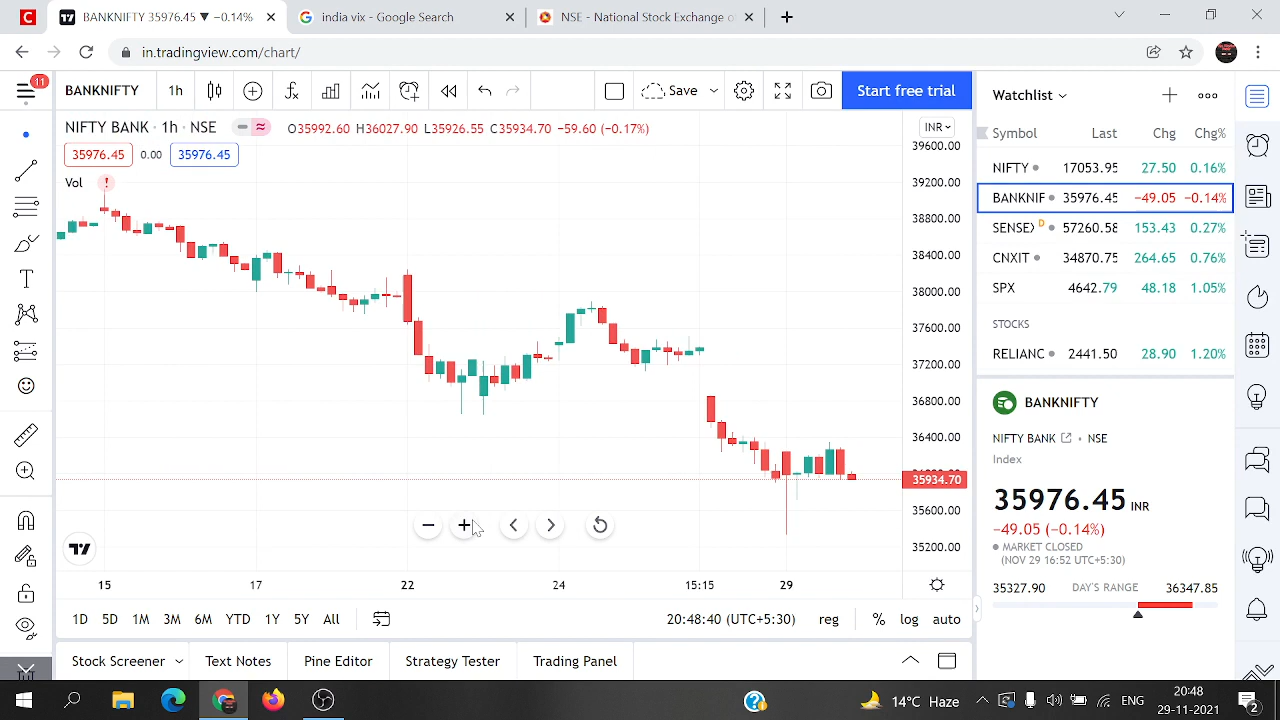 BANKNIFTY 35976.45 ▼ −0.14%
india vix - Google Search
NSE - National Stock Exchange
in.tradingview.com/chart/
11
BANKNIFTY
1h
Save
Start free trial
Watchlist
NIFTY BANK · 1h · NSE
O35992.60 H36027.90 L35926.55 C35934.70 −59.60 (−0.17%)
INR
35976.45
0.00
35976.45
Vol
!
39600.00
39200.00
38800.00
38400.00
38000.00
37600.00
37200.00
36800.00
36400.00
35934.70
35600.00
35200.00
15
17
22
24
15:15
29
Symbol Last Chg Chg%
NIFTY 17053.95 27.50 0.16%
BANKNIF 35976.45 −49.05 −0.14%
SENSEX D 57260.58 153.43 0.27%
CNXIT 34870.75 264.65 0.76%
SPX 4642.79 48.18 1.05%
STOCKS
RELIANC 2441.50 28.90 1.20%
BANKNIFTY
NIFTY BANK · NSE
Index
35976.45 INR
−49.05 (−0.14%)
MARKET CLOSED
(NOV 29 16:52 UTC+5:30)
35327.90 DAY'S RANGE 36347.85
1D 5D 1M 3M 6M YTD 1Y 5Y All
20:48:40 (UTC+5:30)
reg
% log auto
Stock Screener
Text Notes
Pine Editor
Strategy Tester
Trading Panel
14°C Haze
ENG
20:48
29-11-2021
2